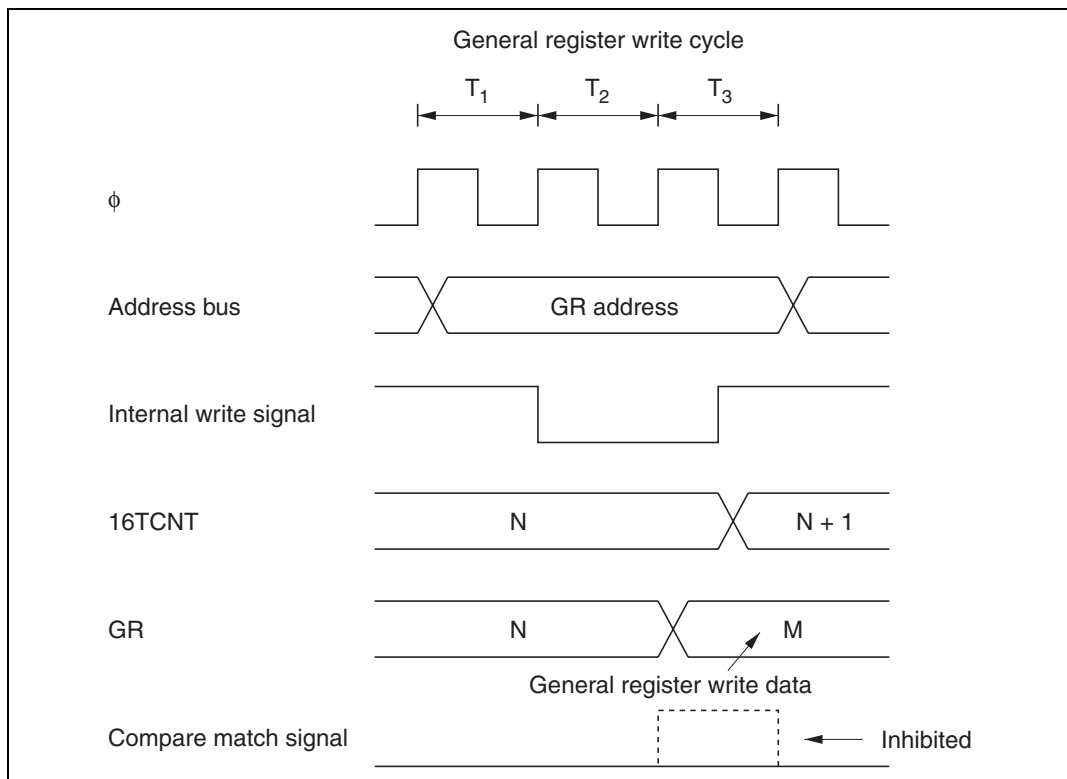 General register write cycle
T1 T2 T3
φ
Address bus GR address
Internal write signal
16TCNT N N + 1
GR N M
General register write data
Compare match signal Inhibited